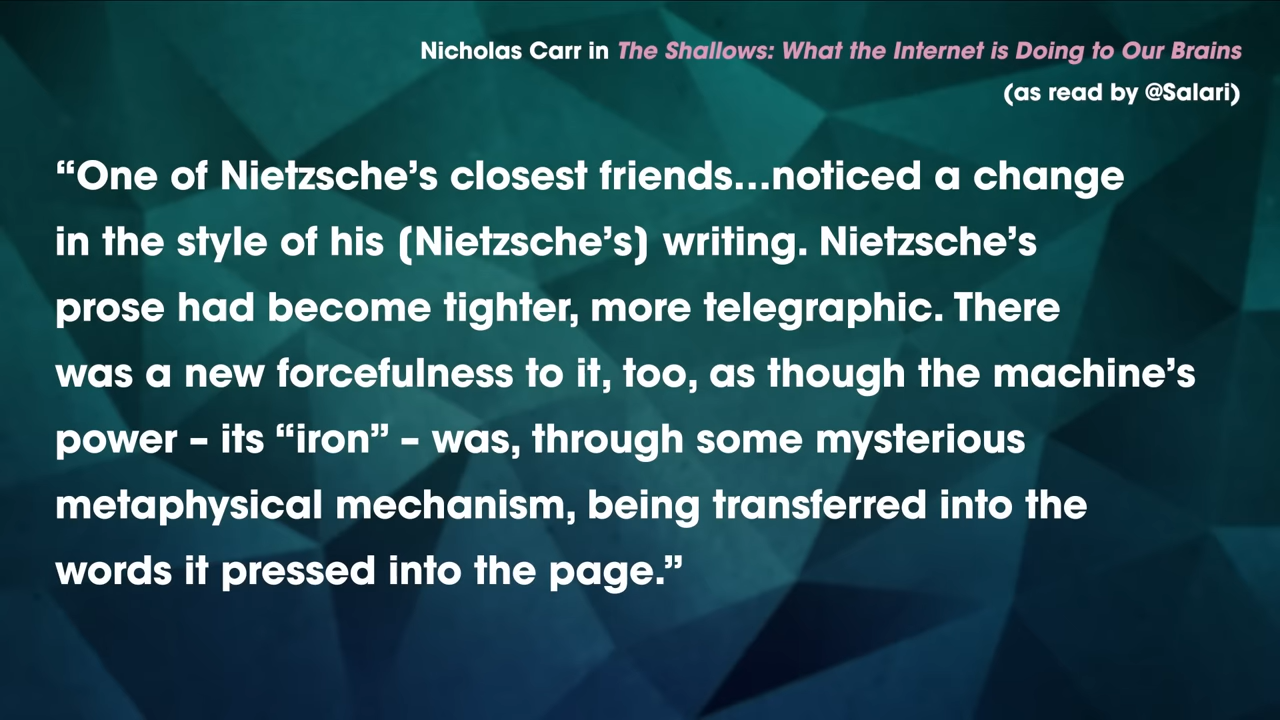 Nicholas Carr in The Shallows: What the Internet is Doing to Our Brains
(as read by @Salari)
“One of Nietzsche’s closest friends...noticed a change
in the style of his (Nietzsche’s) writing. Nietzsche’s
prose had become tighter, more telegraphic. There
was a new forcefulness to it, too, as though the machine’s
power – its “iron” – was, through some mysterious
metaphysical mechanism, being transferred into the
words it pressed into the page.”